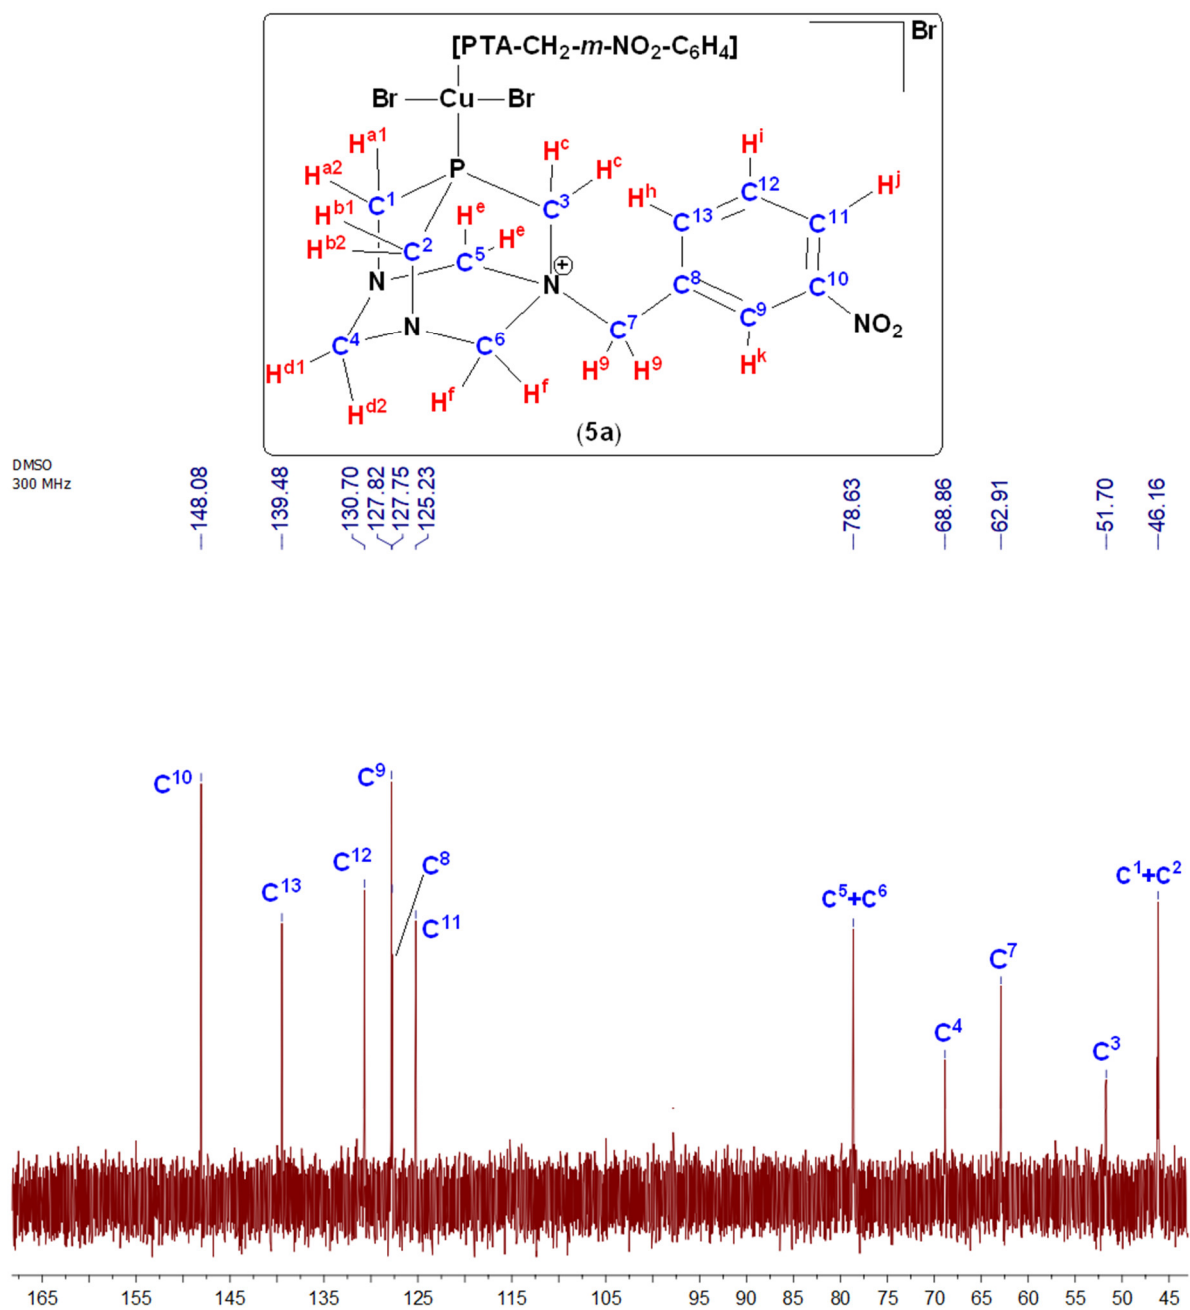 [PTA-CH2-m-NO2-C6H4] Br
Br Cu Br
Ha1 P Hc
Ha2 Hc Hi
C1 C3 Hh C12 Hj
Hb1 He C13 C11
Hb2 C2 C5 He
N N+ C8 C10
N C9 NO2
C4 C6 C7
Hd1 H9 H9 Hk
Hd2 Hf Hf
(5a)
DMSO
300 MHz
148.08
139.48
130.70
127.82
127.75
125.23
78.63
68.86
62.91
51.70
46.16
C10 C9
C12 C8 C1+C2
C13 C5+C6
C11
C7
C4
C3
165 155 145 135 125 115 105 95 90 85 80 75 70 65 60 55 50 45